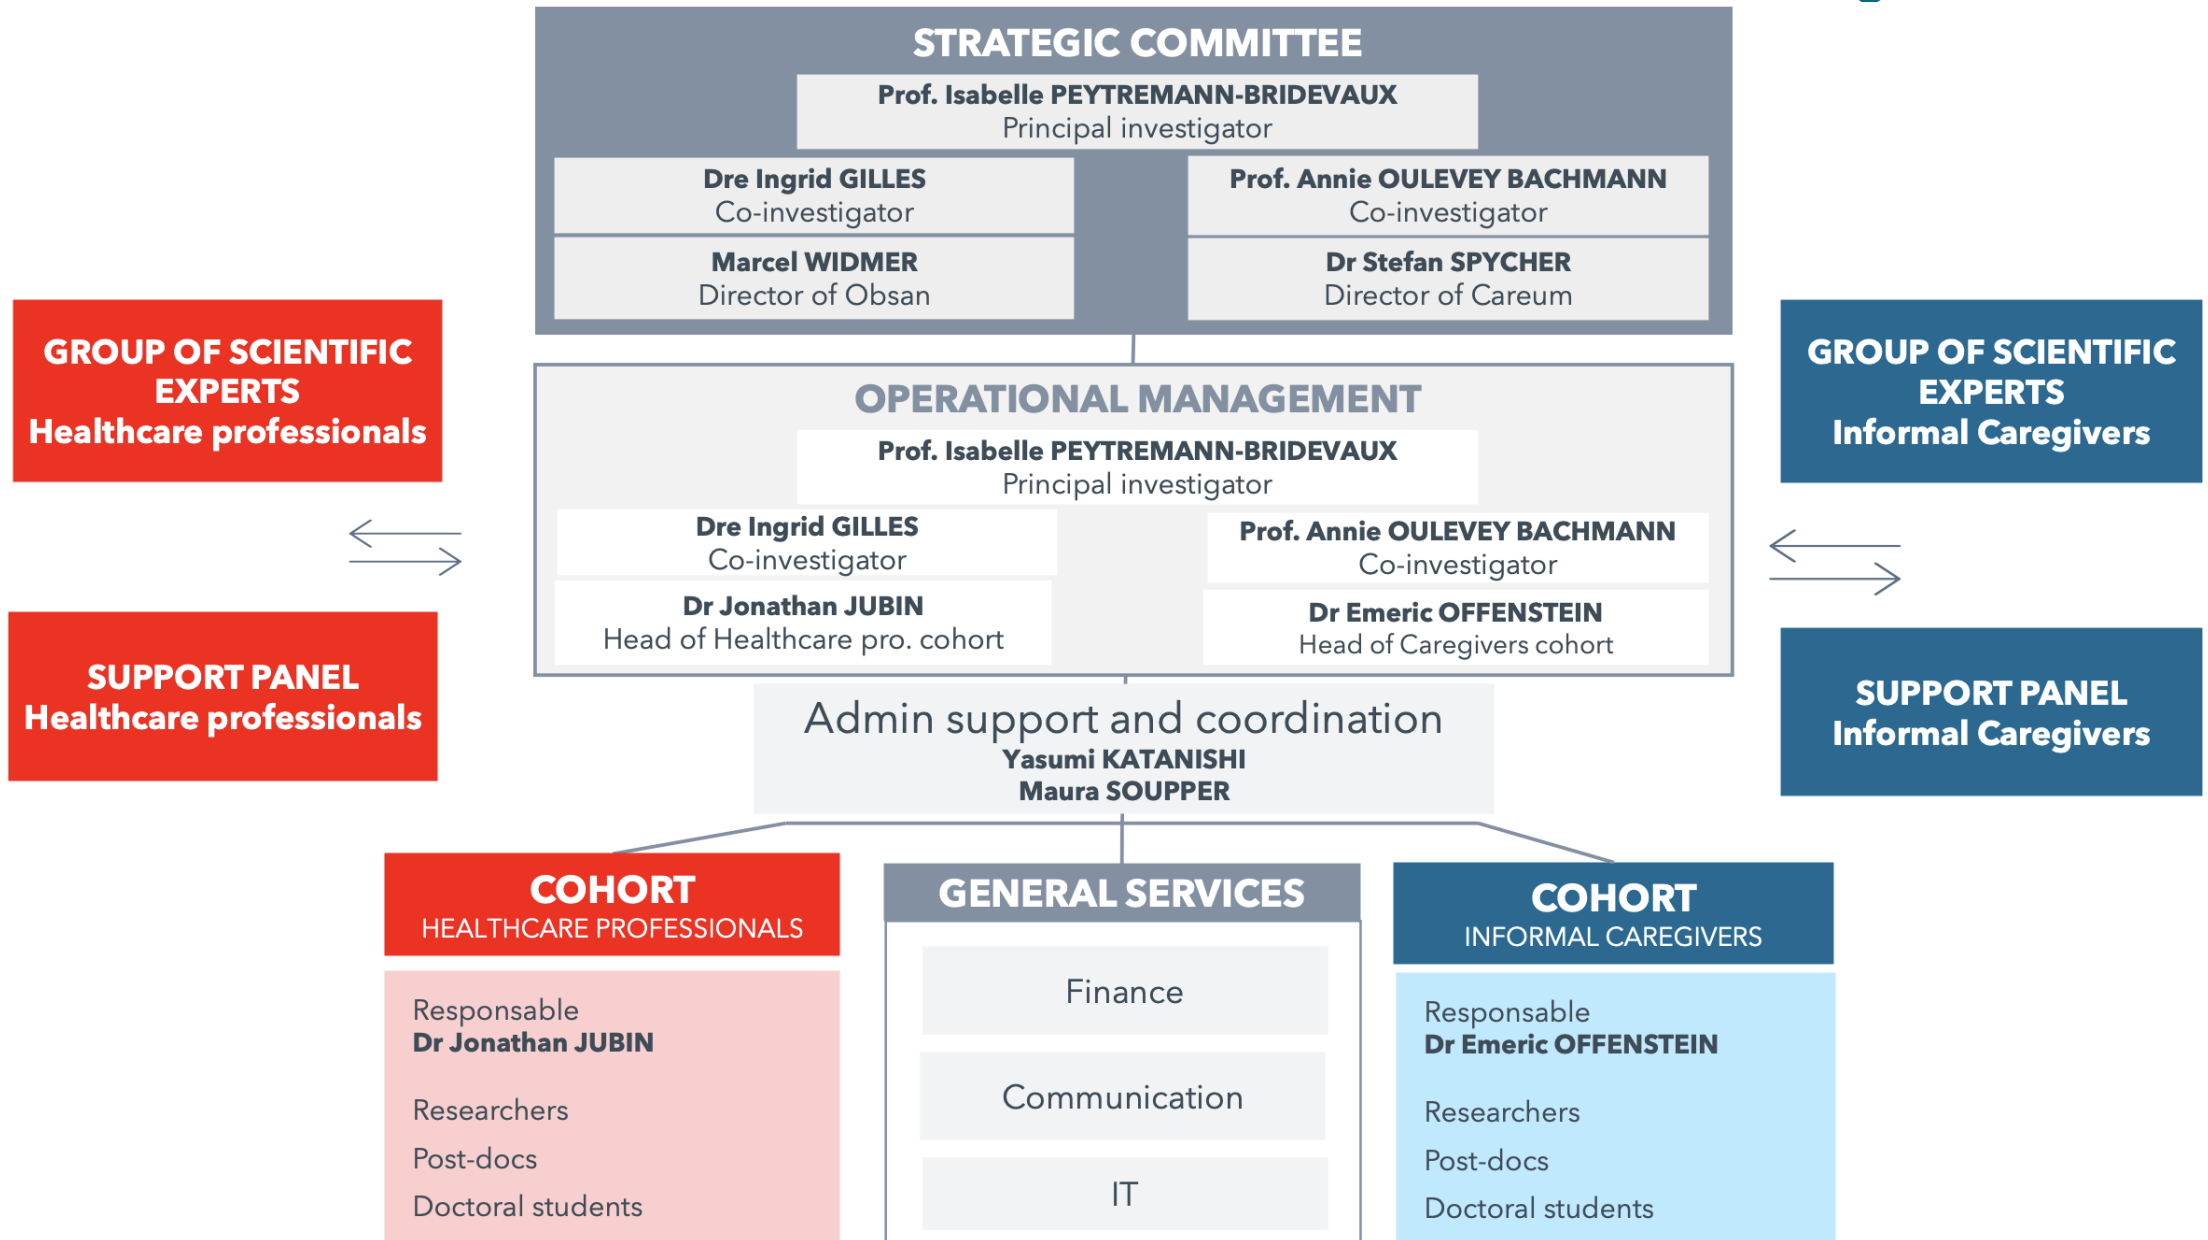 STRATEGIC COMMITTEE
Prof. Isabelle PEYTREMANN-BRIDEVAUX
Principal investigator
Dre Ingrid GILLES
Co-investigator
Prof. Annie OULEVEY BACHMANN
Co-investigator
Marcel WIDMER
Director of Obsan
Dr Stefan SPYCHER
Director of Careum
GROUP OF SCIENTIFIC
EXPERTS
Healthcare professionals
GROUP OF SCIENTIFIC
EXPERTS
Informal Caregivers
OPERATIONAL MANAGEMENT
Prof. Isabelle PEYTREMANN-BRIDEVAUX
Principal investigator
Dre Ingrid GILLES
Co-investigator
Prof. Annie OULEVEY BACHMANN
Co-investigator
Dr Jonathan JUBIN
Head of Healthcare pro. cohort
Dr Emeric OFFENSTEIN
Head of Caregivers cohort
SUPPORT PANEL
Healthcare professionals
SUPPORT PANEL
Informal Caregivers
Admin support and coordination
Yasumi KATANISHI
Maura SOUPPER
COHORT
HEALTHCARE PROFESSIONALS
Responsable
Dr Jonathan JUBIN
Researchers
Post-docs
Doctoral students
GENERAL SERVICES
Finance
Communication
IT
COHORT
INFORMAL CAREGIVERS
Responsable
Dr Emeric OFFENSTEIN
Researchers
Post-docs
Doctoral students